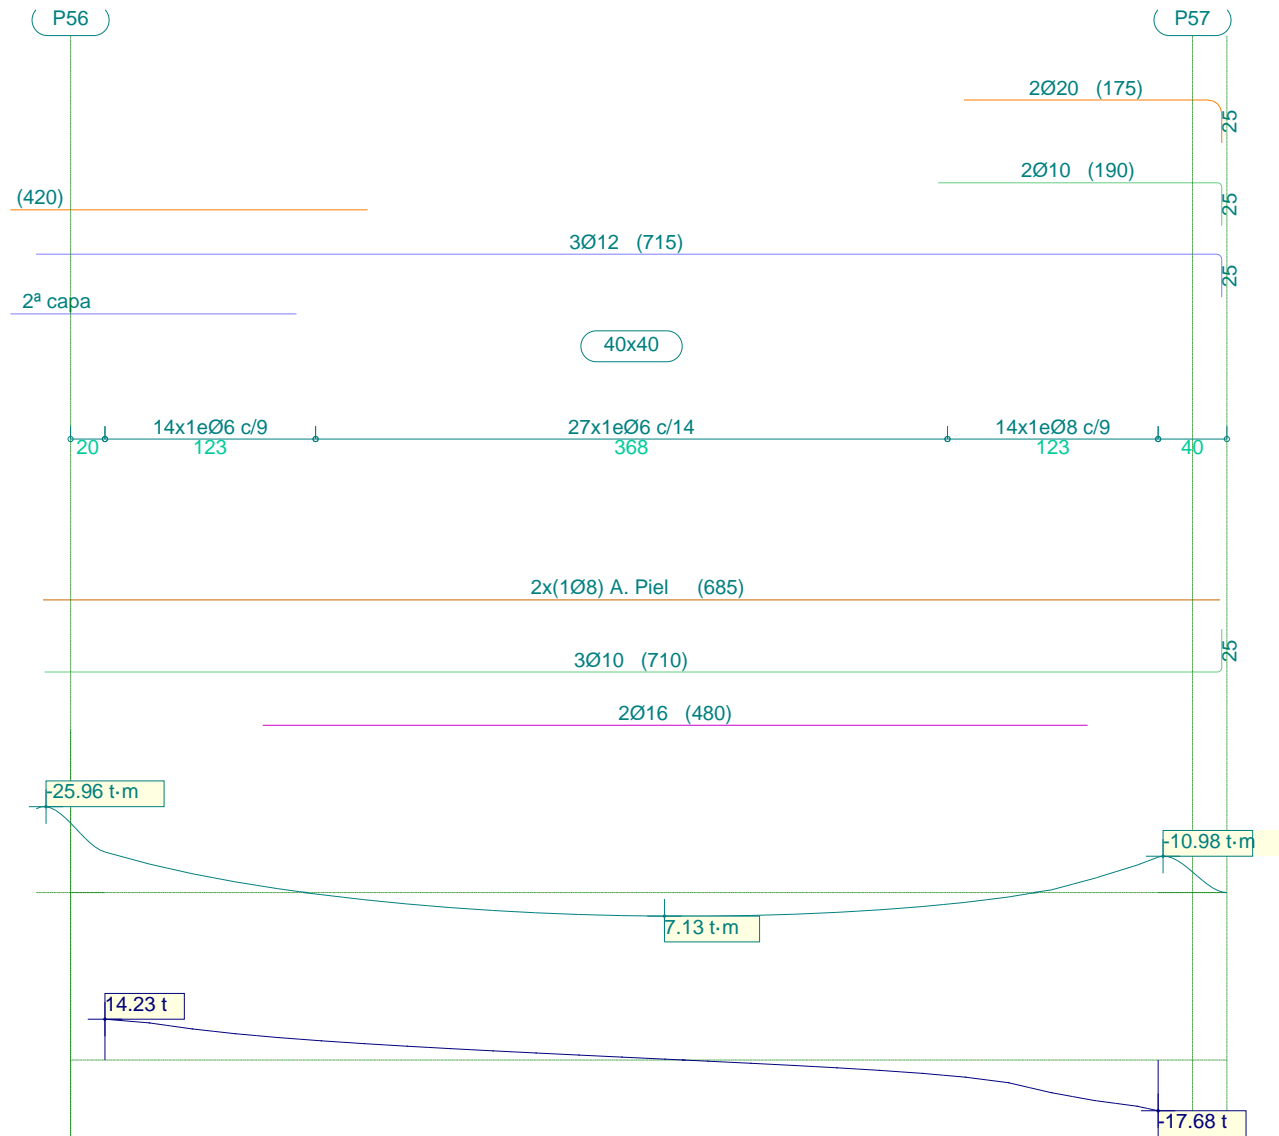 P56
P57
2Ø20 (175)
25
2Ø10 (190)
25
(420)
3Ø12 (715)
25
2ª capa
40x40
14x1eØ6 c/9
27x1eØ6 c/14
14x1eØ8 c/9
20
123
368
123
40
2x(1Ø8) A. Piel (685)
3Ø10 (710)
25
2Ø16 (480)
-25.96 t·m
-10.98 t·m
7.13 t·m
14.23 t
-17.68 t